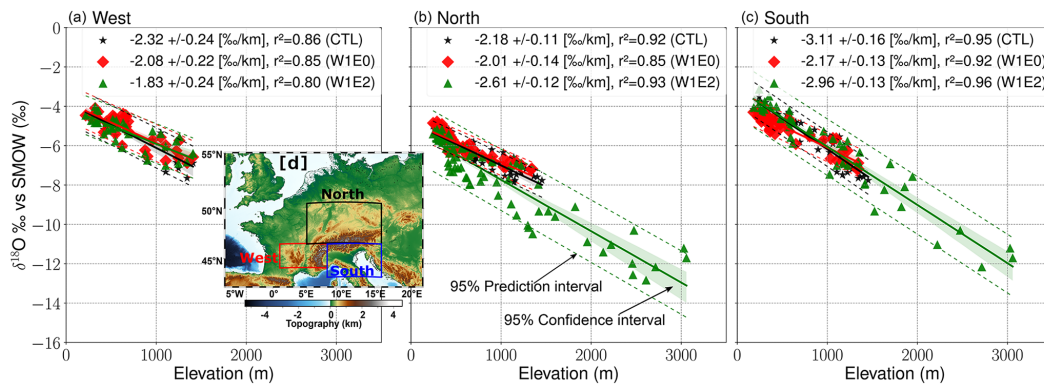 (a) West
-2.32 +/-0.24 [‰/km], r²=0.86 (CTL)
-2.08 +/-0.22 [‰/km], r²=0.85 (W1E0)
-1.83 +/-0.24 [‰/km], r²=0.80 (W1E2)
(b) North
-2.18 -0.11 [‰/km], r²=0.92 (CTL)
-2.01 -0.14 [‰/km], r²=0.85 (W1E0)
-2.61 -0.12 [‰/km], r²=0.93 (W1E2)
95% Prediction interval
95% Confidence interval
(c) South
-3.11 +/-0.16 [‰/km], r²=0.95 (CTL)
-2.17 +/-0.13 [‰/km], r²=0.92 (W1E0)
-2.96 +/-0.13 [‰/km], r²=0.96 (W1E2)
δ¹⁸O ‰ vs SMOW (‰)
0
−2
−4
−6
−8
−10
−12
−14
−16
[d]
North
West
South
55°N
50°N
45°N
5°W 0° 5°E 10°E 15°E 20°E
-4 -2 0 2 4
Topography (km)
0 1000 2000 3000
0 1000 2000 3000
0 1000 2000 3000
Elevation (m)
Elevation (m)
Elevation (m)